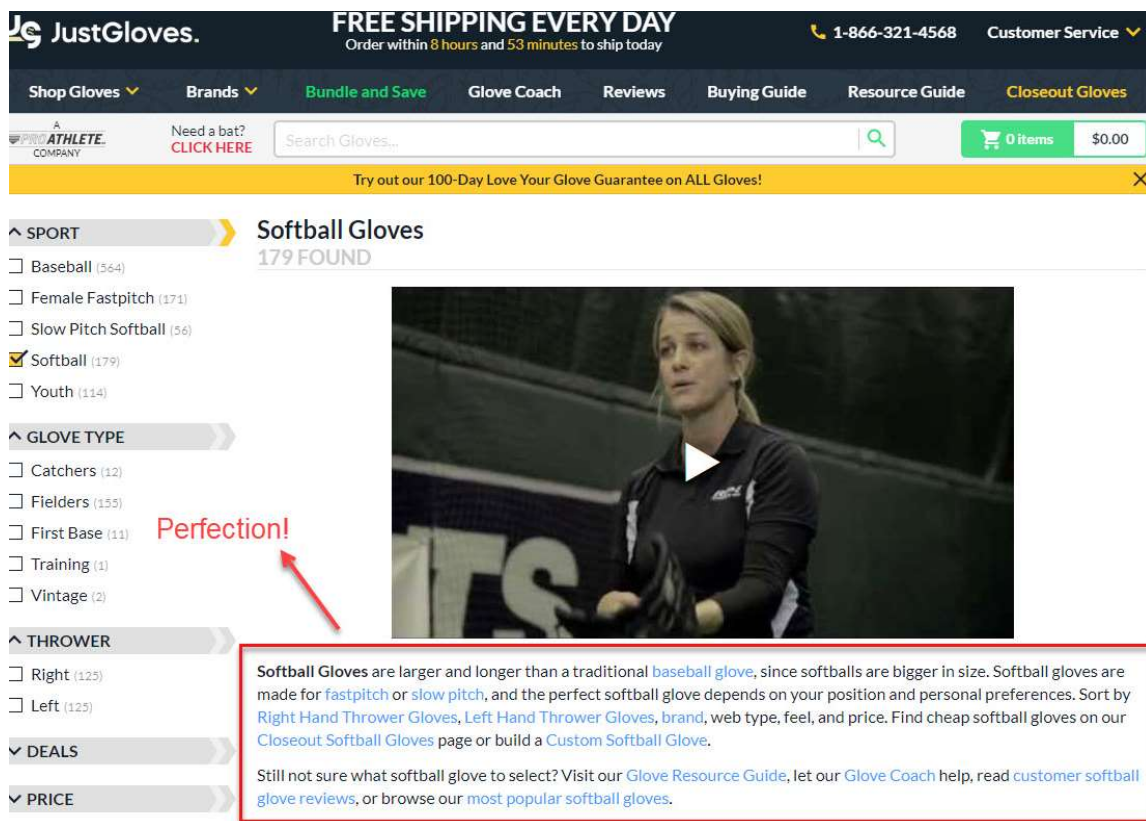 JustGloves.
FREE SHIPPING EVERY DAY
Order within 8 hours and 53 minutes to ship today
1-866-321-4568
Customer Service
Shop Gloves
Brands
Bundle and Save
Glove Coach
Reviews
Buying Guide
Resource Guide
Closeout Gloves
A
PRO ATHLETE
COMPANY
Need a bat?
CLICK HERE
Search Gloves...
0 items
$0.00
Try out our 100-Day Love Your Glove Guarantee on ALL Gloves!
SPORT
Baseball (564)
Female Fastpitch (171)
Slow Pitch Softball (56)
Softball (179)
Youth (114)
GLOVE TYPE
Catchers (12)
Fielders (155)
First Base (11)
Training (1)
Vintage (2)
THROWER
Right (125)
Left (125)
DEALS
PRICE
Softball Gloves
179 FOUND
Perfection!
Softball Gloves are larger and longer than a traditional baseball glove, since softballs are bigger in size. Softball gloves are
made for fastpitch or slow pitch, and the perfect softball glove depends on your position and personal preferences. Sort by
Right Hand Thrower Gloves, Left Hand Thrower Gloves, brand, web type, feel, and price. Find cheap softball gloves on our
Closeout Softball Gloves page or build a Custom Softball Glove.
Still not sure what softball glove to select? Visit our Glove Resource Guide, let our Glove Coach help, read customer softball
glove reviews, or browse our most popular softball gloves.